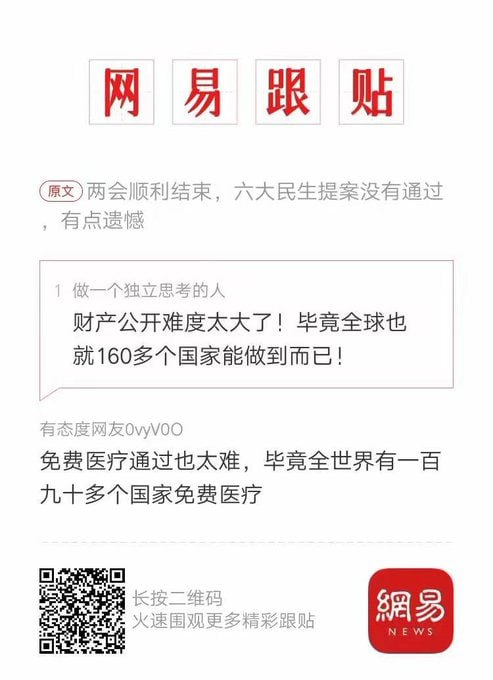 网易跟贴
原文 两会顺利结束，六大民生提案没有通过
，有点遗憾
1 做一个独立思考的人
财产公开难度太大了！毕竟全球也
就160多个国家能做到而已！
有态度网友0vyV0O
免费医疗通过也太难，毕竟全世界有一百
九十多个国家免费医疗
长按二维码
火速围观更多精彩跟贴
網易
NEWS